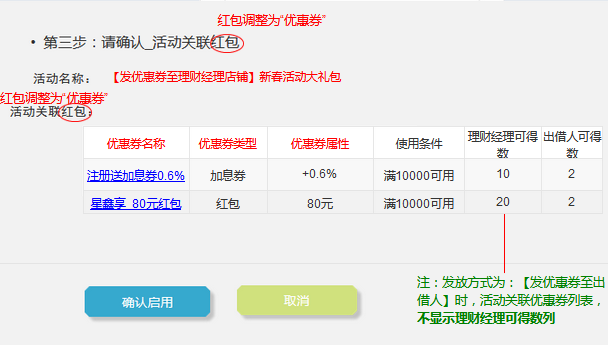 红包调整为“优惠券”
• 第三步：请确认_活动关联红包
活动名称： 【发优惠券至理财经理店铺】新春活动大礼包
红包调整为“优惠券”
活动关联红包：
优惠券名称 优惠券类型 优惠券属性 使用条件 理财经理可得数 出借人可得数
注册送加息券0.6% 加息券 +0.6% 满10000可用 10 2
星鑫享_80元红包 红包 80元 满10000可用 20 2
确认启用 取消
注：发放方式为：【发优惠券至出
借人】时，活动关联优惠券列表，
不显示理财经理可得数列